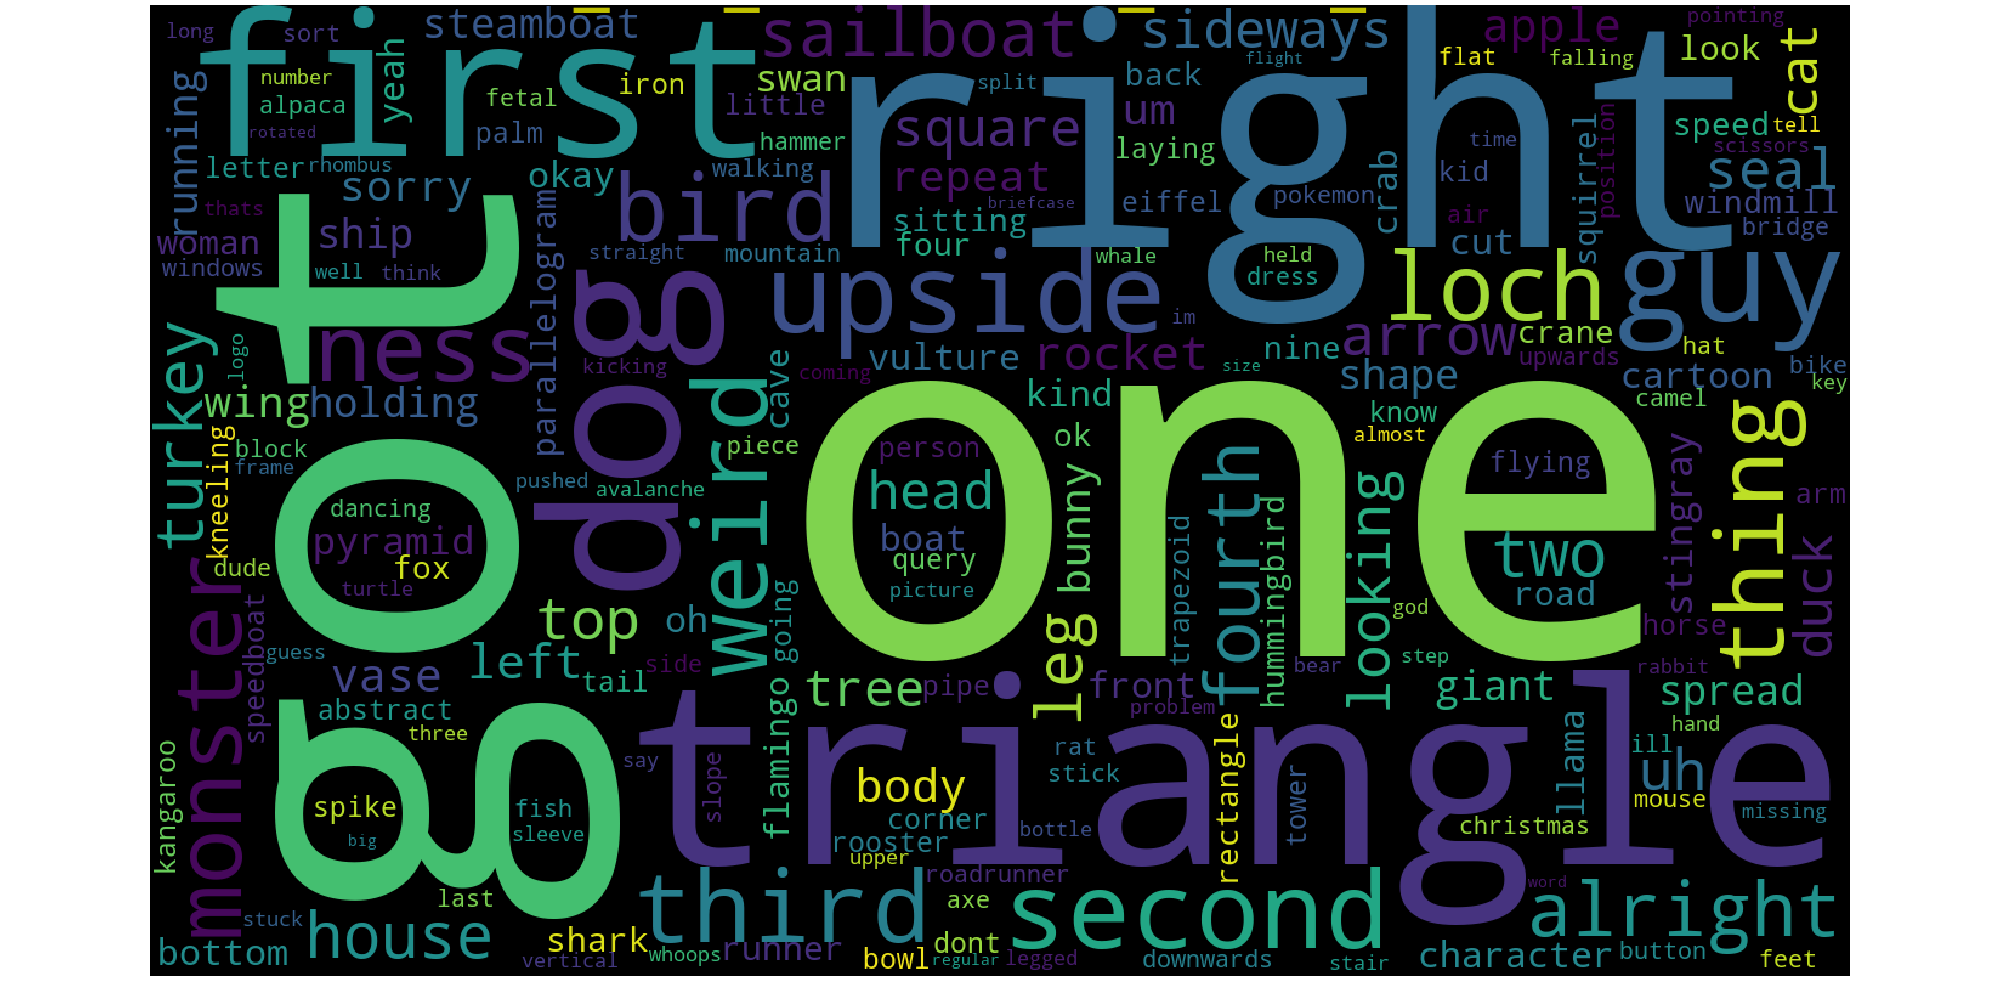 long
sort
yeah
steamboat
first
sailboat
right
sideways
apple
pointing
look
cat
number
alpaca
rotated
iron
fetal
palm
swan
little
hammer
split
back
flight
flat
falling
um
square
laying
time
speed
tell
scissors
seal
running
letter
rhombus
okay
walking
sorry
bird
repeat
briefcase
eiffel
pokemon
crab
kid
air
squirrel
position
windmill
bridge
thats
woman
windows
ship
well
think
got
parallelogram
straight
mountain
sitting
four
whale
held
dress
cut
loch
guy
dog
upside
im
ness
logo
turkey
kicking
coming
vulture
rocket
size
nine
arrow
crane
upwards
hat
bike
key
wing
holding
weird
cave
kind
shape
cartoon
camel
one
know
almost
thing
kneeling
block
frame
piece
person
ok
pushed
avalanche
head
flying
stingray
arm
dancing
pyramid
fox
dude
turtle
boat
query
picture
bunny
trapezoid
fourth
hummingbird
looking
two
road
god
duck
horse
monster
speedboat
guess
top
oh
going
leg
vase
left
side
tail
tree
pipe
front
problem
bear
step
giant
rabbit
spread
abstract
three
flamingo
triangle
hand
kangaroo
say
slope
rat
stick
rectangle
tower
llama
ill
uh
mouse
missing
spike
big
fish
sleeve
body
corner
rooster
upper
bottle
christmas
roadrunner
word
last
stuck
third
axe
second
alright
bottom
house
shark
vertical
whoops
runner
bowl
dont
regular
legged
downwards
stair
character
button
feet